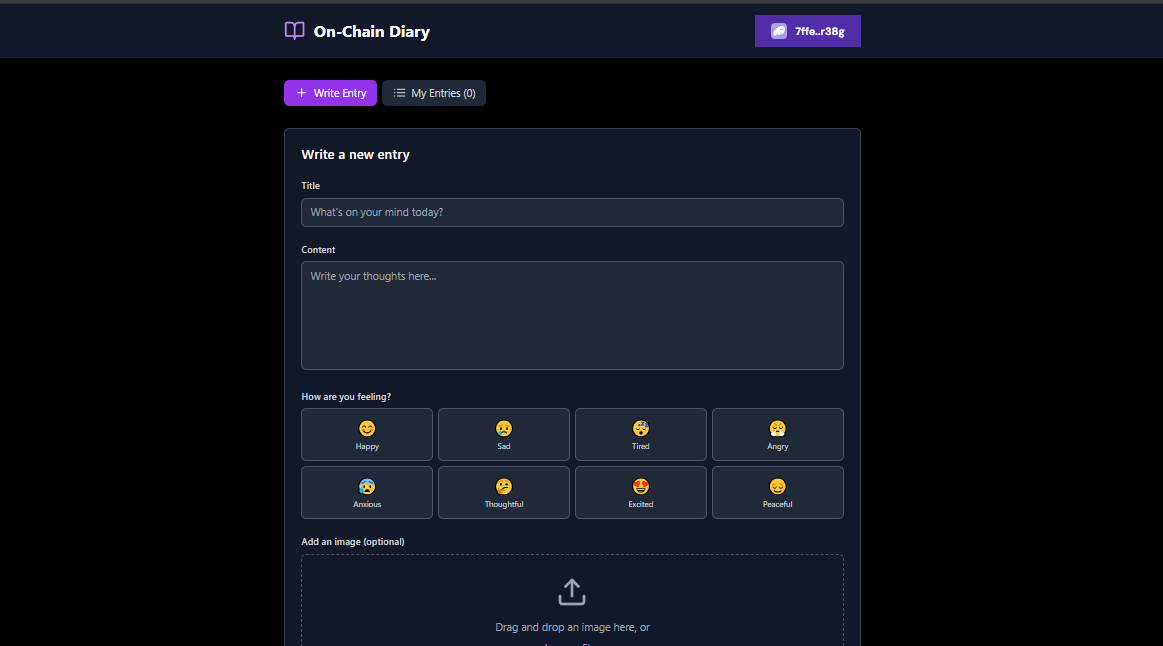 On-Chain Diary
7ffe..r38g
Write Entry
My Entries (0)
Write a new entry
Title
What's on your mind today?
Content
Write your thoughts here...
How are you feeling?
Happy
Sad
Tired
Angry
Anxious
Thoughtful
Excited
Peaceful
Add an image (optional)
Drag and drop an image here, or